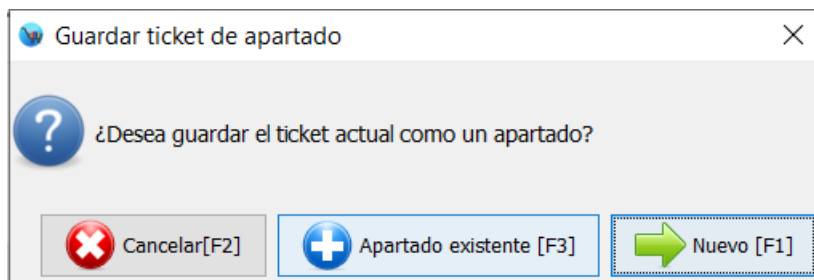 Guardar ticket de apartado
¿Desea guardar el ticket actual como un apartado?
Cancelar[F2]
Apartado existente [F3]
Nuevo [F1]